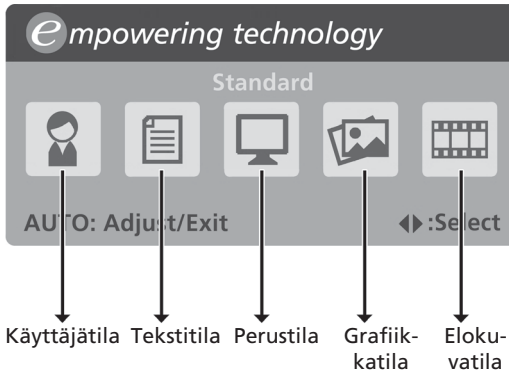 empowering technology
Standard
AUTO: Adjust/Exit :Select
Käyttäjätila Tekstitila Perustila Grafiik- Eloku-
katila vatila